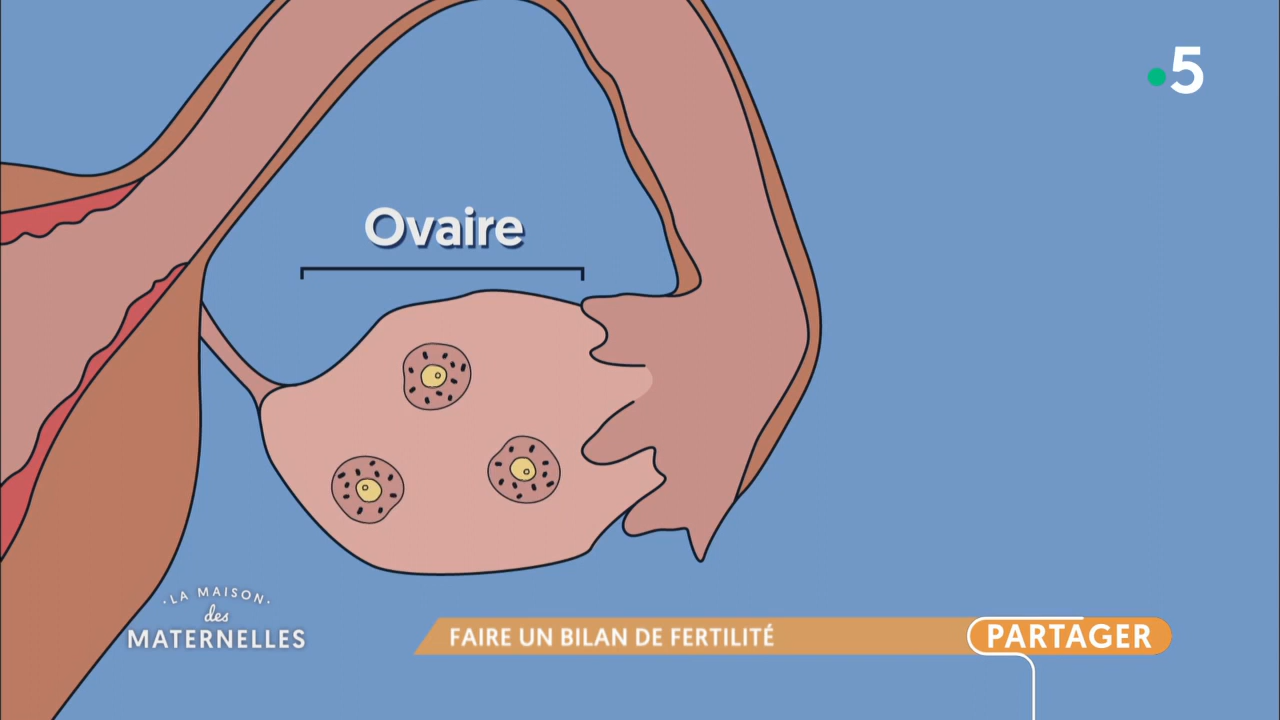 5
Ovaire
LA MAISON
des
MATERNELLES
FAIRE UN BILAN DE FERTILITÉ
PARTAGER